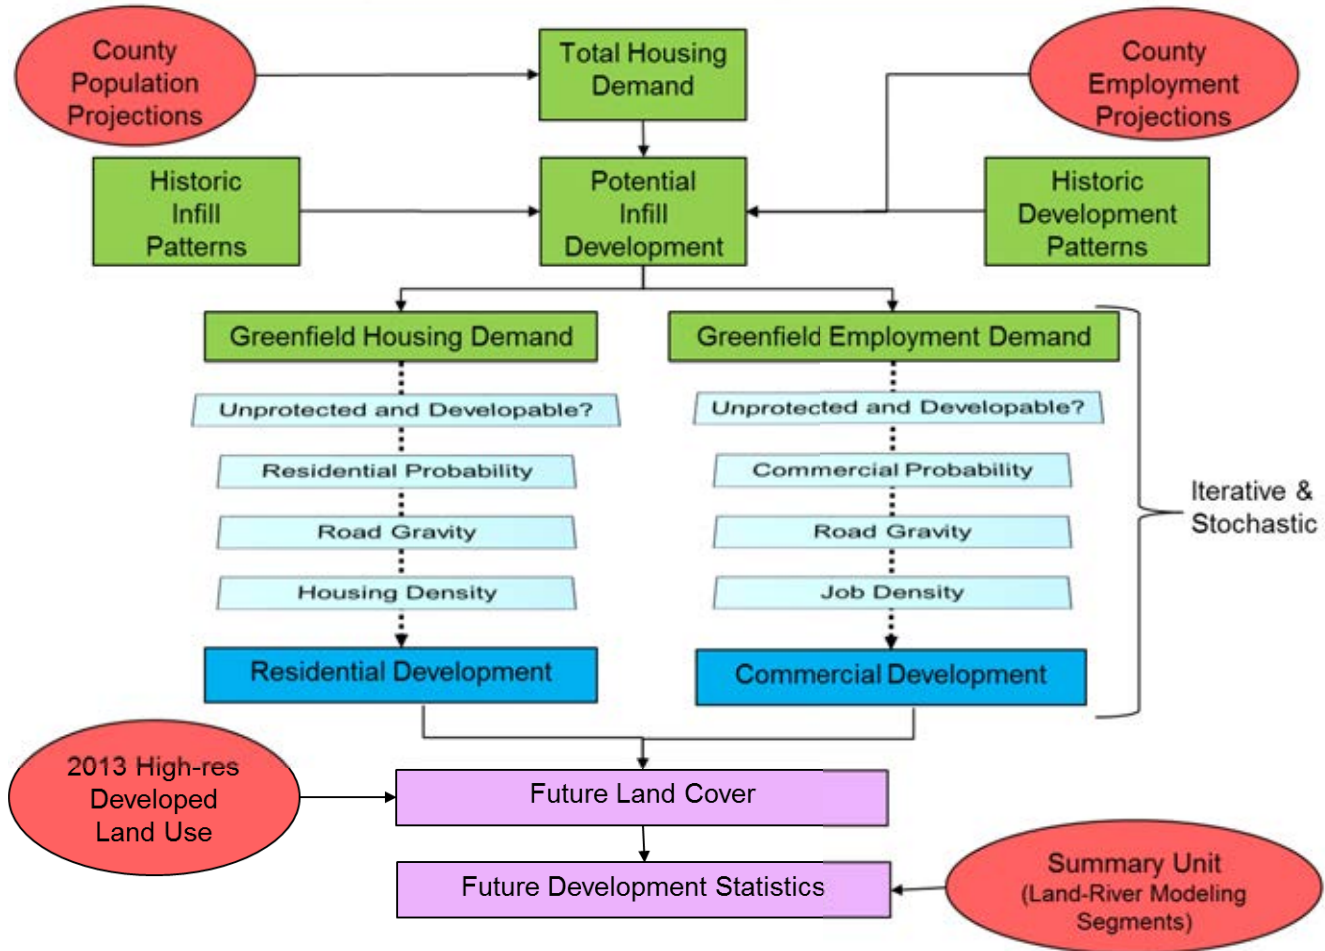 County
Population
Projections
Total Housing
Demand
County
Employment
Projections
Historic
Infill
Patterns
Potential
Infill
Development
Historic
Development
Patterns
Greenfield Housing Demand
Greenfield Employment Demand
Unprotected and Developable?
Unprotected and Developable?
Residential Probability
Commercial Probability
Road Gravity
Road Gravity
Housing Density
Job Density
Iterative &
Stochastic
Residential Development
Commercial Development
2013 High-res
Developed
Land Use
Future Land Cover
Future Development Statistics
Summary Unit
(Land-River Modeling
Segments)